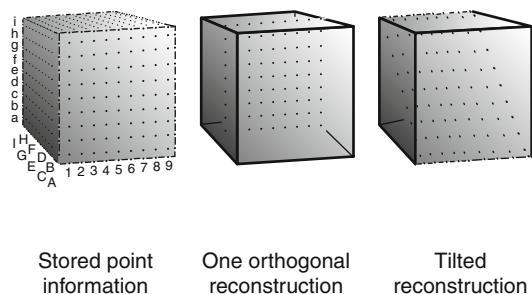 i
h
g
f
e
d
c
b
a
I H
G F
E D
C B
A
1 2 3 4 5 6 7 8 9
Stored point
information
One orthogonal
reconstruction
Tilted
reconstruction